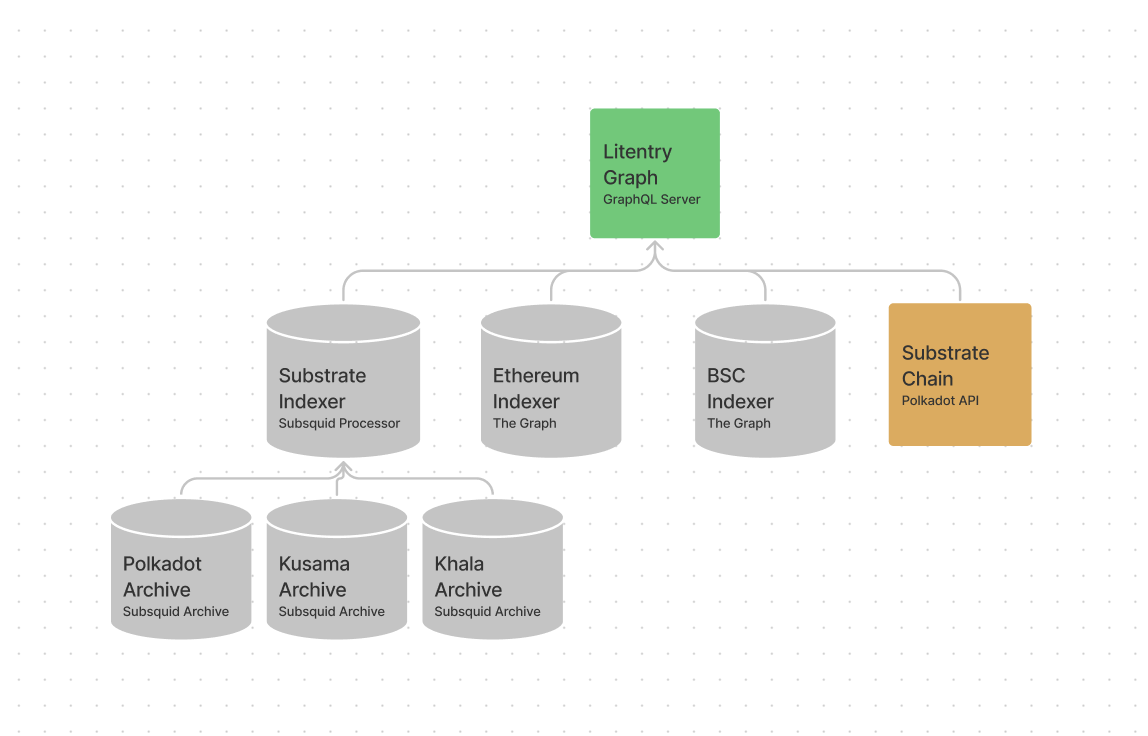 Litentry
Graph
GraphQL Server
Substrate
Indexer
Subsquid Processor
Ethereum
Indexer
The Graph
BSC
Indexer
The Graph
Substrate
Chain
Polkadot API
Polkadot
Archive
Subsquid Archive
Kusama
Archive
Subsquid Archive
Khala
Archive
Subsquid Archive